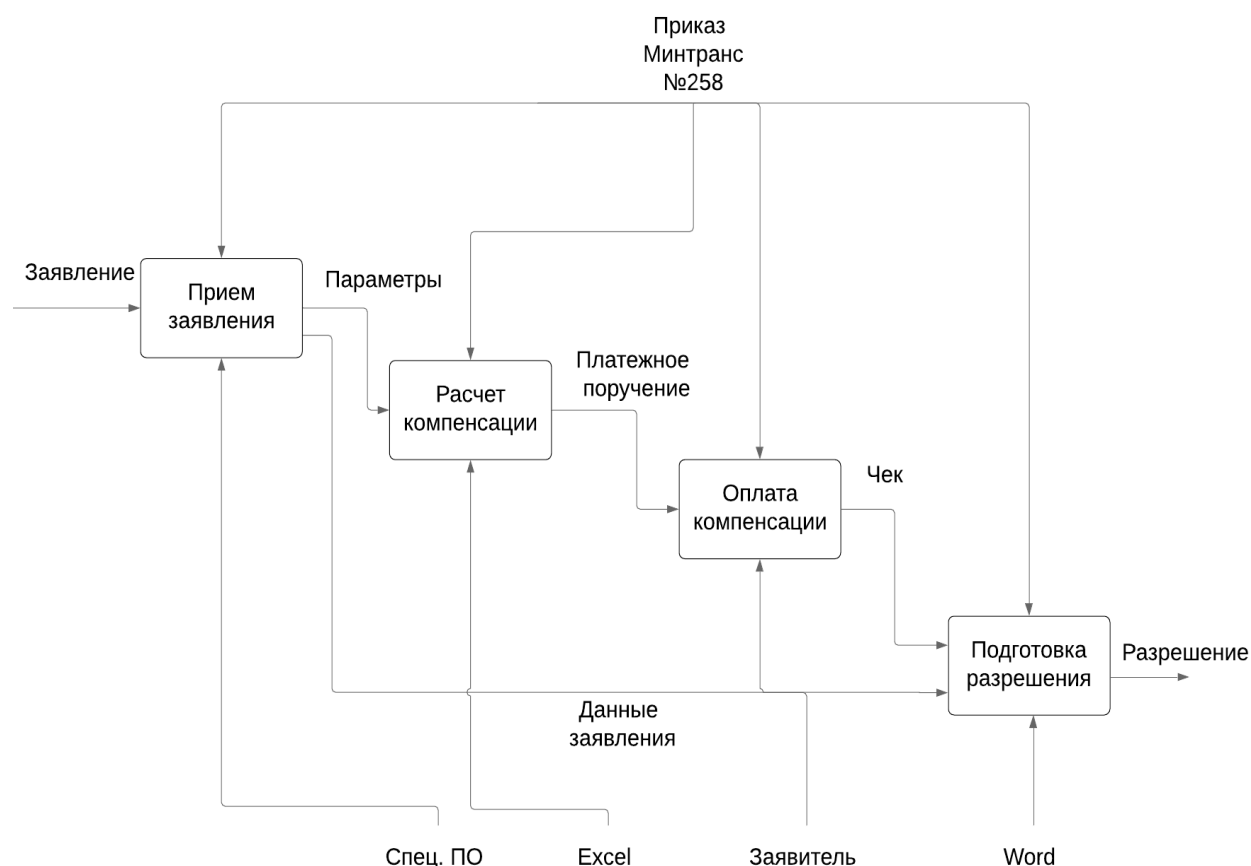 Приказ
Минтранс
№258
Заявление
Прием
заявления
Параметры
Расчет
компенсации
Платежное
поручение
Оплата
компенсации
Чек
Подготовка
разрешения
Разрешение
Данные
заявления
Спец. ПО
Excel
Заявитель
Word